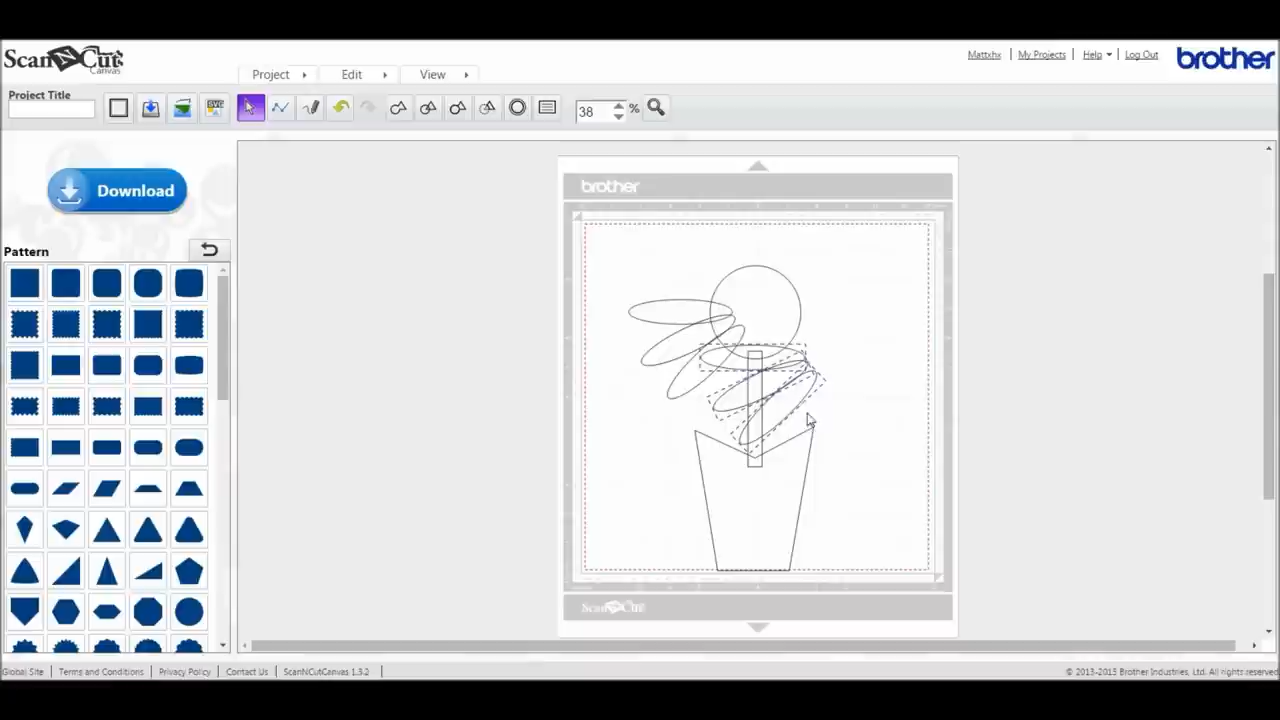 ScanNCut
Canvas
Project
Edit
View
Mattxhx
My Projects
Help
Log Out
brother
Project Title
SVG
38
%
Download
Pattern
brother
ScanNCut
Global Site
Terms and Conditions
Privacy Policy
Contact Us
ScanNCutCanvas 1.3.2
© 2013-2015 Brother Industries, Ltd. All rights reserved